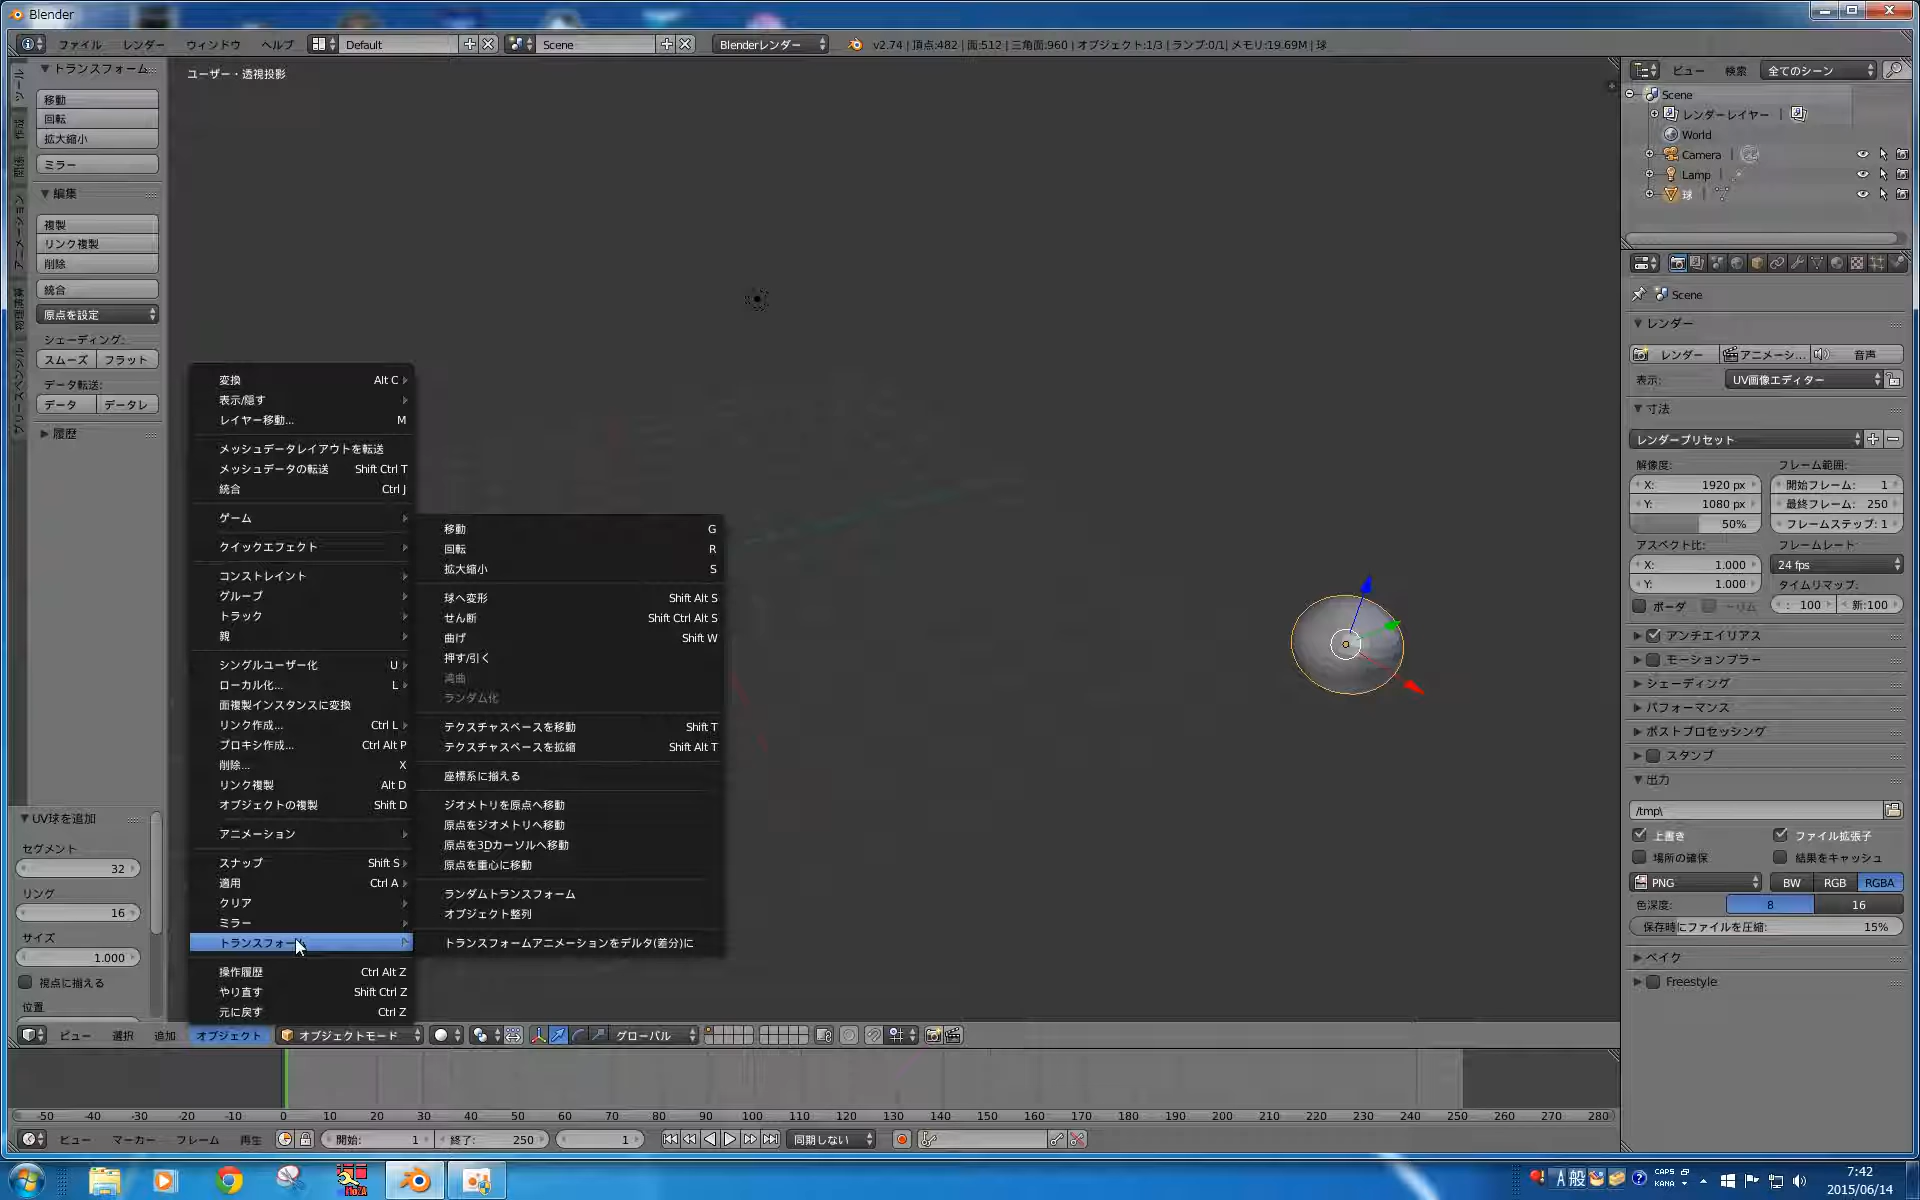 Blender
ファイル レンダー ウィンドウ ヘルプ Default Scene Blenderレンダー v2.74 | 頂点:482 | 面:512 | 三角面:960 | オブジェクト:1/3 | ランプ:0/1 | メモリ:19.69M | 球
ツール
作成
関係
アニメーション
物理演算
グリースペンシル
トランスフォーム
移動
回転
拡大縮小
ミラー
編集
複製
リンク複製
削除
統合
原点を設定
シェーディング:
スムーズ フラット
データ転送:
データ データレ
履歴
UV球を追加
セグメント
32
リング
16
サイズ
1.000
視点に揃える
位置
ユーザー・透視投影
変換 Alt C
表示/隠す
レイヤー移動... M
メッシュデータレイアウトを転送
メッシュデータの転送 Shift Ctrl T
統合 Ctrl J
ゲーム
クイックエフェクト
コンストレイント
グループ
トラック
親
シングルユーザー化 U
ローカル化... L
面複製インスタンスに変換
リンク作成... Ctrl L
プロキシ作成... Ctrl Alt P
削除... X
リンク複製 Alt D
オブジェクトの複製 Shift D
アニメーション
スナップ Shift S
適用 Ctrl A
クリア
ミラー
トランスフォーム
操作履歴 Ctrl Alt Z
やり直す Shift Ctrl Z
元に戻す Ctrl Z
移動 G
回転 R
拡大縮小 S
球へ変形 Shift Alt S
せん断 Shift Ctrl Alt S
曲げ Shift W
押す/引く
湾曲
ランダム化
テクスチャスペースを移動 Shift T
テクスチャスペースを拡縮 Shift Alt T
座標系に揃える
ジオメトリを原点へ移動
原点をジオメトリへ移動
原点を3Dカーソルへ移動
原点を重心に移動
ランダムトランスフォーム
オブジェクト整列
トランスフォームアニメーションをデルタ(差分)に
ビュー 選択 追加 オブジェクト オブジェクトモード グローバル
-50 -40 -30 -20 -10 0 10 20 30 40 50 60 70 80 90 100 110 120 130 140 150 160 170 180 190 200 210 220 230 240 250 260 270 280
ビュー マーカー フレーム 再生 開始: 1 終了: 250 1 同期しない
ビュー 検索 全てのシーン
Scene
レンダーレイヤー |
World
Camera |
Lamp |
球 |
Scene
レンダー
レンダー アニメーシ... 音声
表示: UV画像エディター
寸法
レンダープリセット
解像度: フレーム範囲:
X: 1920 px 開始フレーム: 1
Y: 1080 px 最終フレーム: 250
50% フレームステップ: 1
アスペクト比: フレームレート
X: 1.000 24 fps
Y: 1.000 タイムリマップ:
ボーダ : 100 新:100
アンチエイリアス
モーションブラー
シェーディング
パフォーマンス
ポストプロセッシング
スタンプ
出力
/tmp\
上書き ファイル拡張子
場所の確保 結果をキャッシュ
PNG BW RGB RGBA
色深度: 8 16
保存時にファイルを圧縮: 15%
ベイク
Freestyle
A 般 CAPS KANA
7:42
2015/06/14